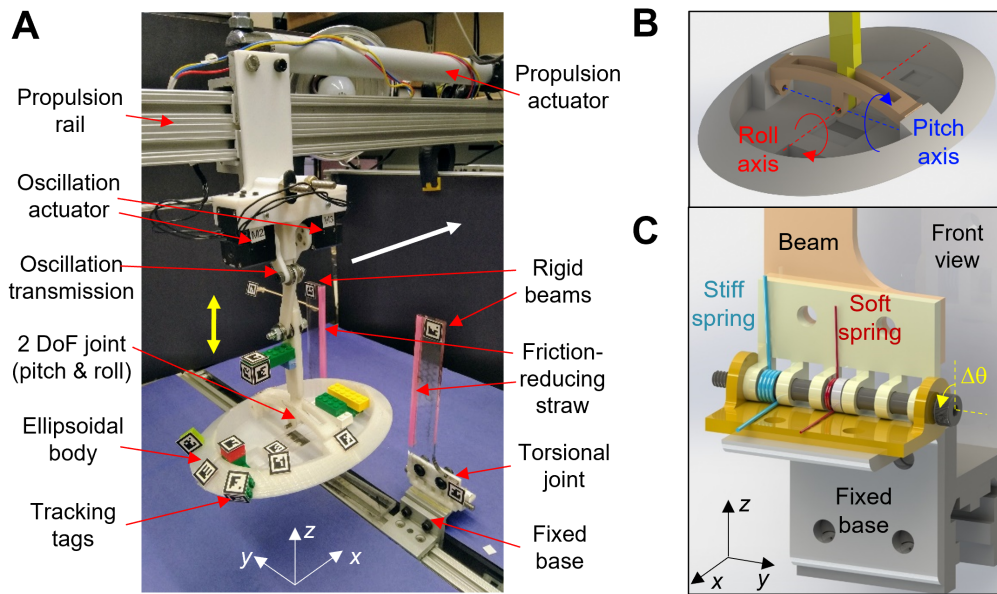 A
Propulsion
rail
Oscillation
actuator
Oscillation
transmission
2 DoF joint
(pitch & roll)
Ellipsoidal
body
Tracking
tags
Propulsion
actuator
Rigid
beams
Friction-
reducing
straw
Torsional
joint
Fixed
base
M2
M3
z
y
x
B
Roll
axis
Pitch
axis
C
Beam
Front
view
Stiff
spring
Soft
spring
Δθ
Fixed
base
z
x
y